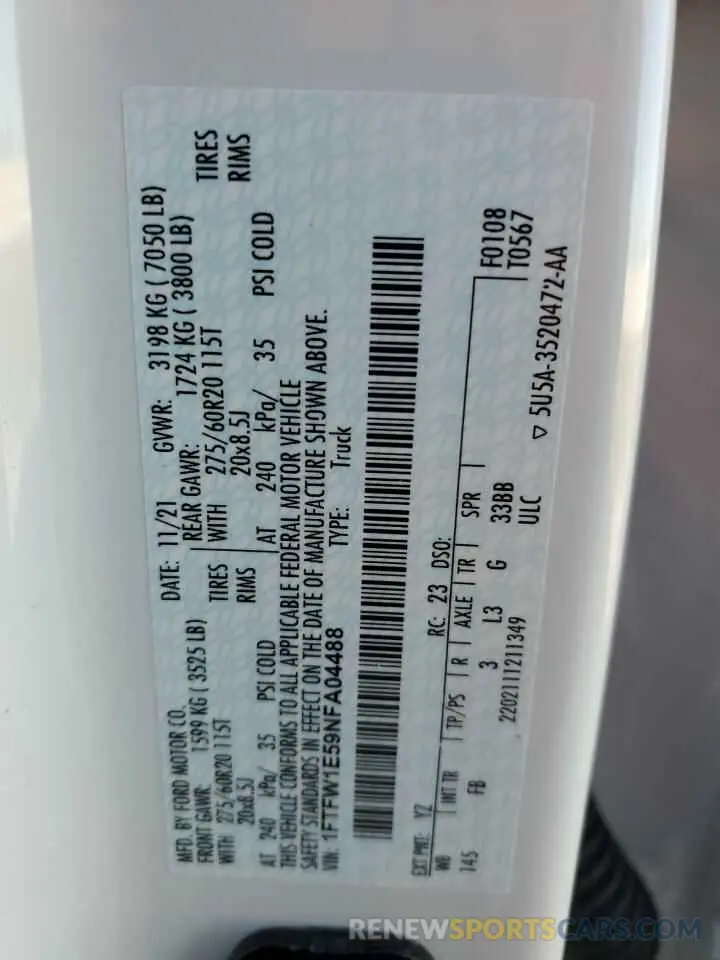 MFD. BY FORD MOTOR CO.
DATE: 11/21 GVWR: 3198 KG ( 7050 LB)
FRONT GAWR: 1599 KG ( 3525 LB)
REAR GAWR: 1724 KG ( 3800 LB)
WITH 275/60R20 115T TIRES
WITH 275/60R20 115T TIRES
20x8.5J RIMS
20x8.5J RIMS
AT 240 kPa/ 35 PSI COLD
AT 240 kPa/ 35 PSI COLD
THIS VEHICLE CONFORMS TO ALL APPLICABLE FEDERAL MOTOR VEHICLE
SAFETY STANDARDS IN EFFECT ON THE DATE OF MANUFACTURE SHOWN ABOVE.
VIN: 1FTFW1E59NFA04488 TYPE: Truck
EXT PNT: YZ RC: 23 DSO:
WB INT TR TP/PS R AXLE TR SPR
F0108
T0567
145 FB 3 L3 G 33BB
ULC
2202111211349
▽ 5U5A-3520472-AA
RENEWSPORTSCARS.COM